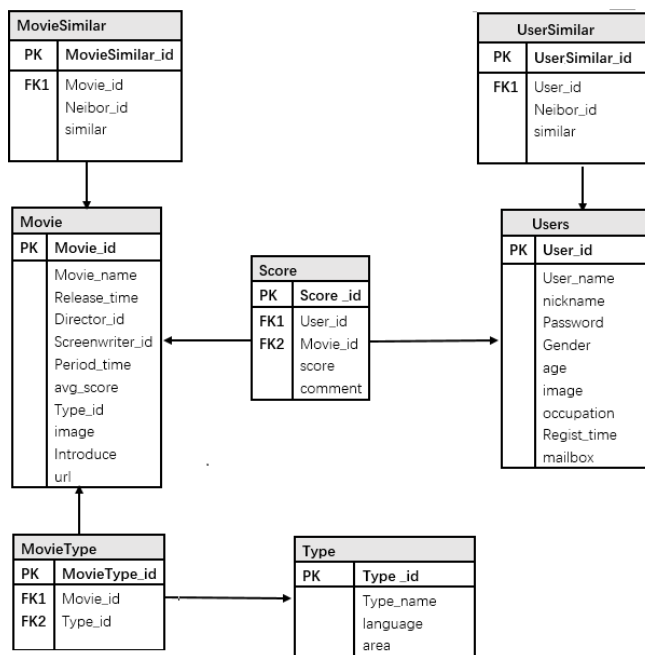 MovieSimilar
PK MovieSimilar_id
FK1 Movie_id
Neibor_id
similar
UserSimilar
PK UserSimilar_id
FK1 User_id
Neibor_id
similar
Movie
PK Movie_id
Movie_name
Release_time
Director_id
Screenwriter_id
Period_time
avg_score
Type_id
image
Introduce
url
Score
PK Score _id
FK1 User_id
FK2 Movie_id
score
comment
Users
PK User_id
User_name
nickname
Password
Gender
age
image
occupation
Regist_time
mailbox
MovieType
PK MovieType_id
FK1 Movie_id
FK2 Type_id
Type
PK Type _id
Type_name
language
area